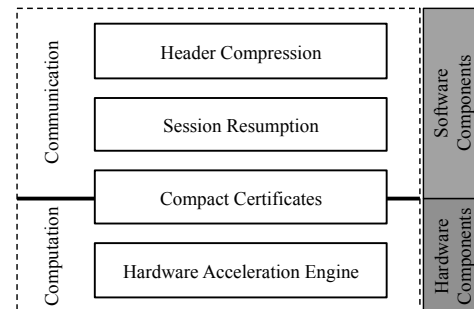 Communication
Header Compression
Session Resumption
Compact Certificates
Computation
Hardware Acceleration Engine
Software
Components
Hardware
Components